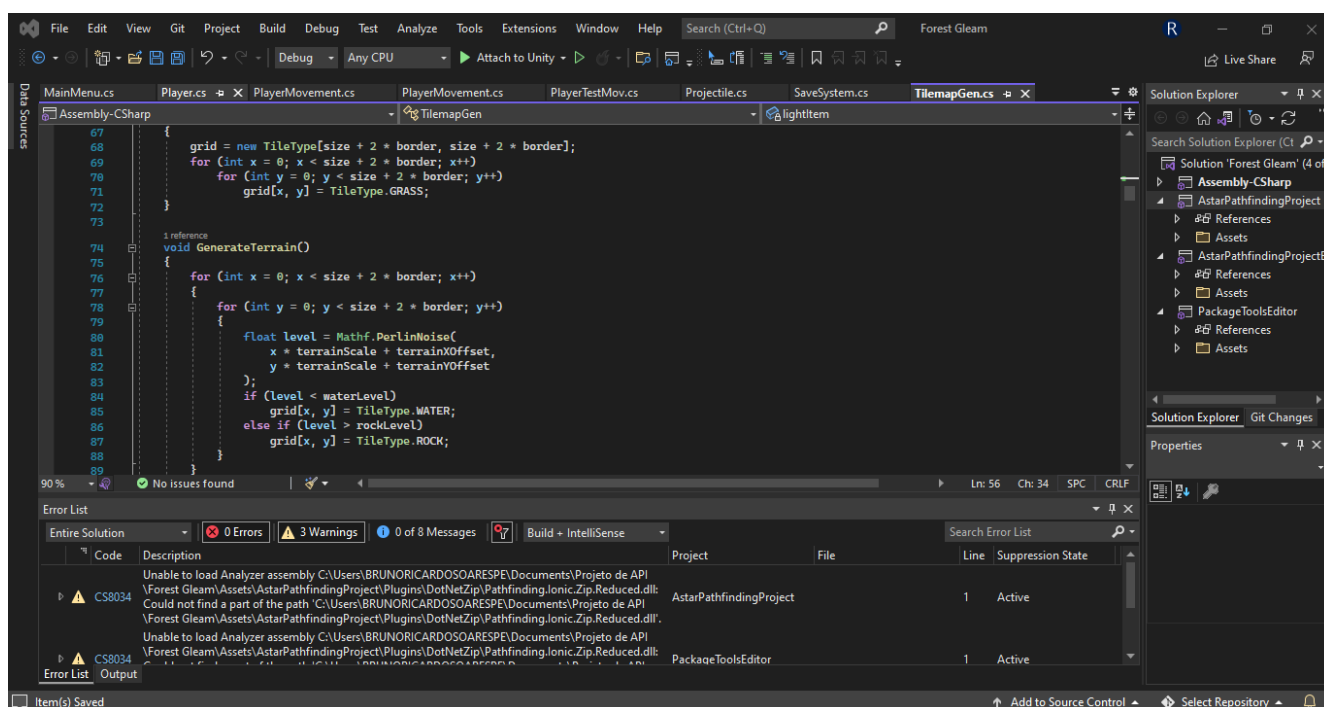 File Edit View Git Project Build Debug Test Analyze Tools Extensions Window Help Search (Ctrl+Q) Forest Gleam R
Debug Any CPU Attach to Unity Live Share
Data Sources
MainMenu.cs Player.cs PlayerMovement.cs PlayerMovement.cs PlayerTestMov.cs Projectile.cs SaveSystem.cs TilemapGen.cs
Assembly-CSharp TilemapGen lightItem
67 {
68 grid = new TileType[size + 2 * border, size + 2 * border];
69 for (int x = 0; x < size + 2 * border; x++)
70 for (int y = 0; y < size + 2 * border; y++)
71 grid[x, y] = TileType.GRASS;
72 }
73
1 reference
74 void GenerateTerrain()
75 {
76 for (int x = 0; x < size + 2 * border; x++)
77 {
78 for (int y = 0; y < size + 2 * border; y++)
79 {
80 float level = Mathf.PerlinNoise(
81 x * terrainScale + terrainXOffset,
82 y * terrainScale + terrainYOffset
83 );
84 if (level < waterLevel)
85 grid[x, y] = TileType.WATER;
86 else if (level > rockLevel)
87 grid[x, y] = TileType.ROCK;
88 }
89 }
90 % No issues found Ln: 56 Ch: 34 SPC CRLF
Solution Explorer
Search Solution Explorer (Ct
Solution 'Forest Gleam' (4 of
Assembly-CSharp
AstarPathfindingProject
References
Assets
AstarPathfindingProjectE
References
Assets
PackageToolsEditor
References
Assets
Solution Explorer Git Changes
Properties
Error List
Entire Solution 0 Errors 3 Warnings 0 of 8 Messages Build + IntelliSense Search Error List
Code Description Project File Line Suppression State
CS8034 Unable to load Analyzer assembly C:\Users\BRUNORICARDOSOARESPE\Documents\Projeto de API
\Forest Gleam\Assets\AstarPathfindingProject\Plugins\DotNetZip\Pathfinding.Ionic.Zip.Reduced.dll:
Could not find a part of the path 'C:\Users\BRUNORICARDOSOARESPE\Documents\Projeto de API
\Forest Gleam\Assets\AstarPathfindingProject\Plugins\DotNetZip\Pathfinding.Ionic.Zip.Reduced.dll'.
AstarPathfindingProject 1 Active
CS8034 Unable to load Analyzer assembly C:\Users\BRUNORICARDOSOARESPE\Documents\Projeto de API
\Forest Gleam\Assets\AstarPathfindingProject\Plugins\DotNetZip\Pathfinding.Ionic.Zip.Reduced.dll:
PackageToolsEditor 1 Active
Error List Output
Item(s) Saved Add to Source Control Select Repository